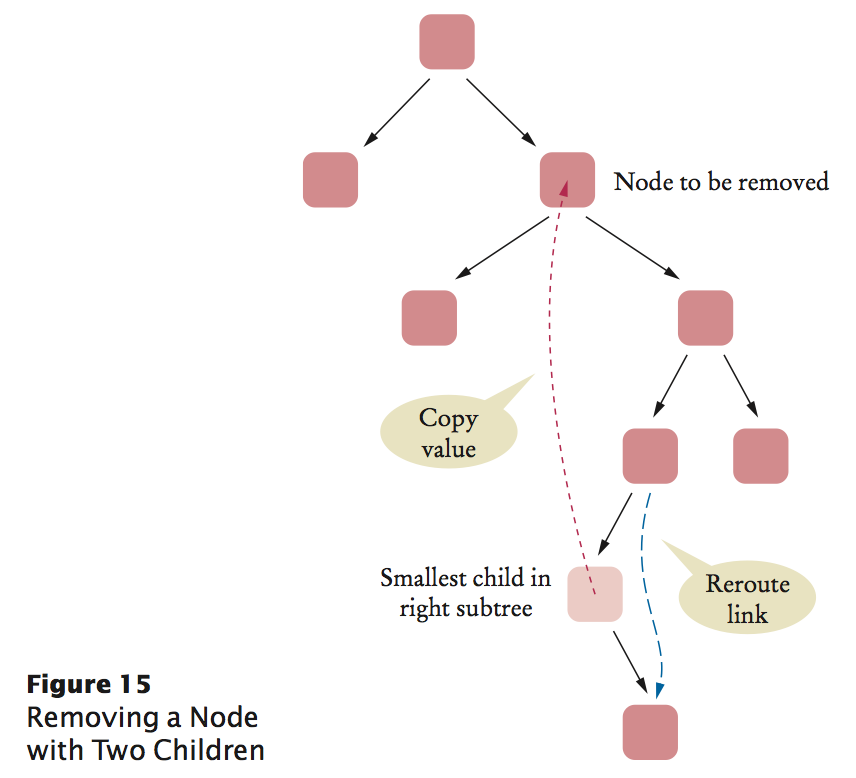 Node to be removed
Copy
value
Smallest child in
right subtree
Reroute
link
Figure 15
Removing a Node
with Two Children